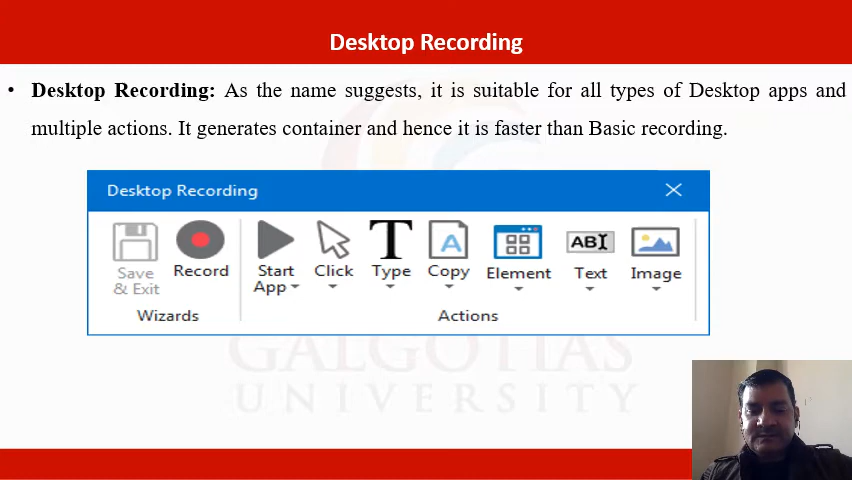 Desktop Recording
• Desktop Recording: As the name suggests, it is suitable for all types of Desktop apps and
multiple actions. It generates container and hence it is faster than Basic recording.
Desktop Recording
Save & Exit
Record
Start App
Click
Type
Copy
Element
Text
Image
Wizards
Actions
T
A
AB
GALGOTIAS
UNIVERSITY